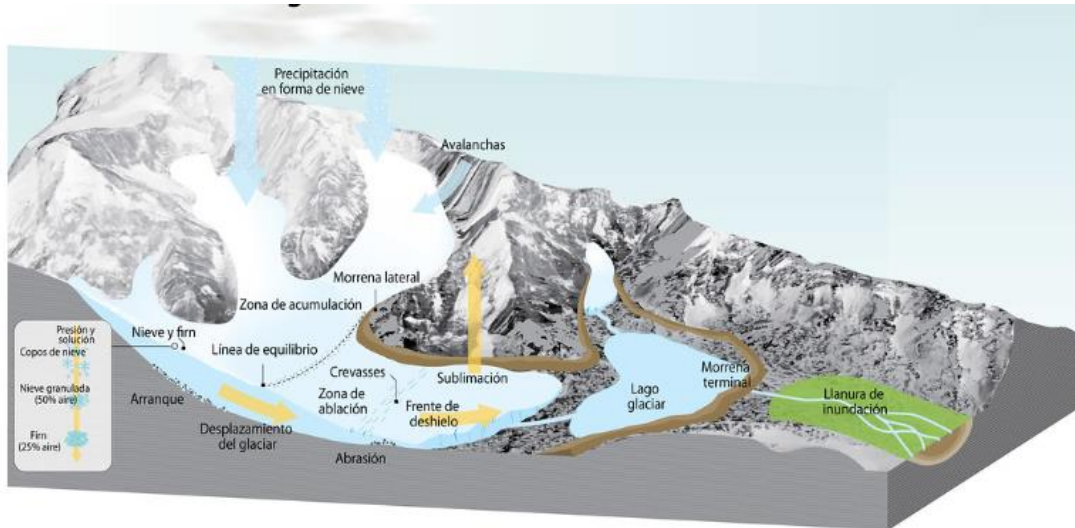 Precipitación
en forma de nieve
Avalanchas
Morrena lateral
Zona de acumulación
Presión y
solución
Copos de nieve
Nieve granulada
(50% aire)
Firn
(25% aire)
Nieve y firn
Línea de equilibrio
Arranque
Crevasses
Zona de
ablación
Sublimación
Frente de
deshielo
Desplazamiento
del glaciar
Abrasión
Lago
glaciar
Morrena
terminal
Llanura de
inundación